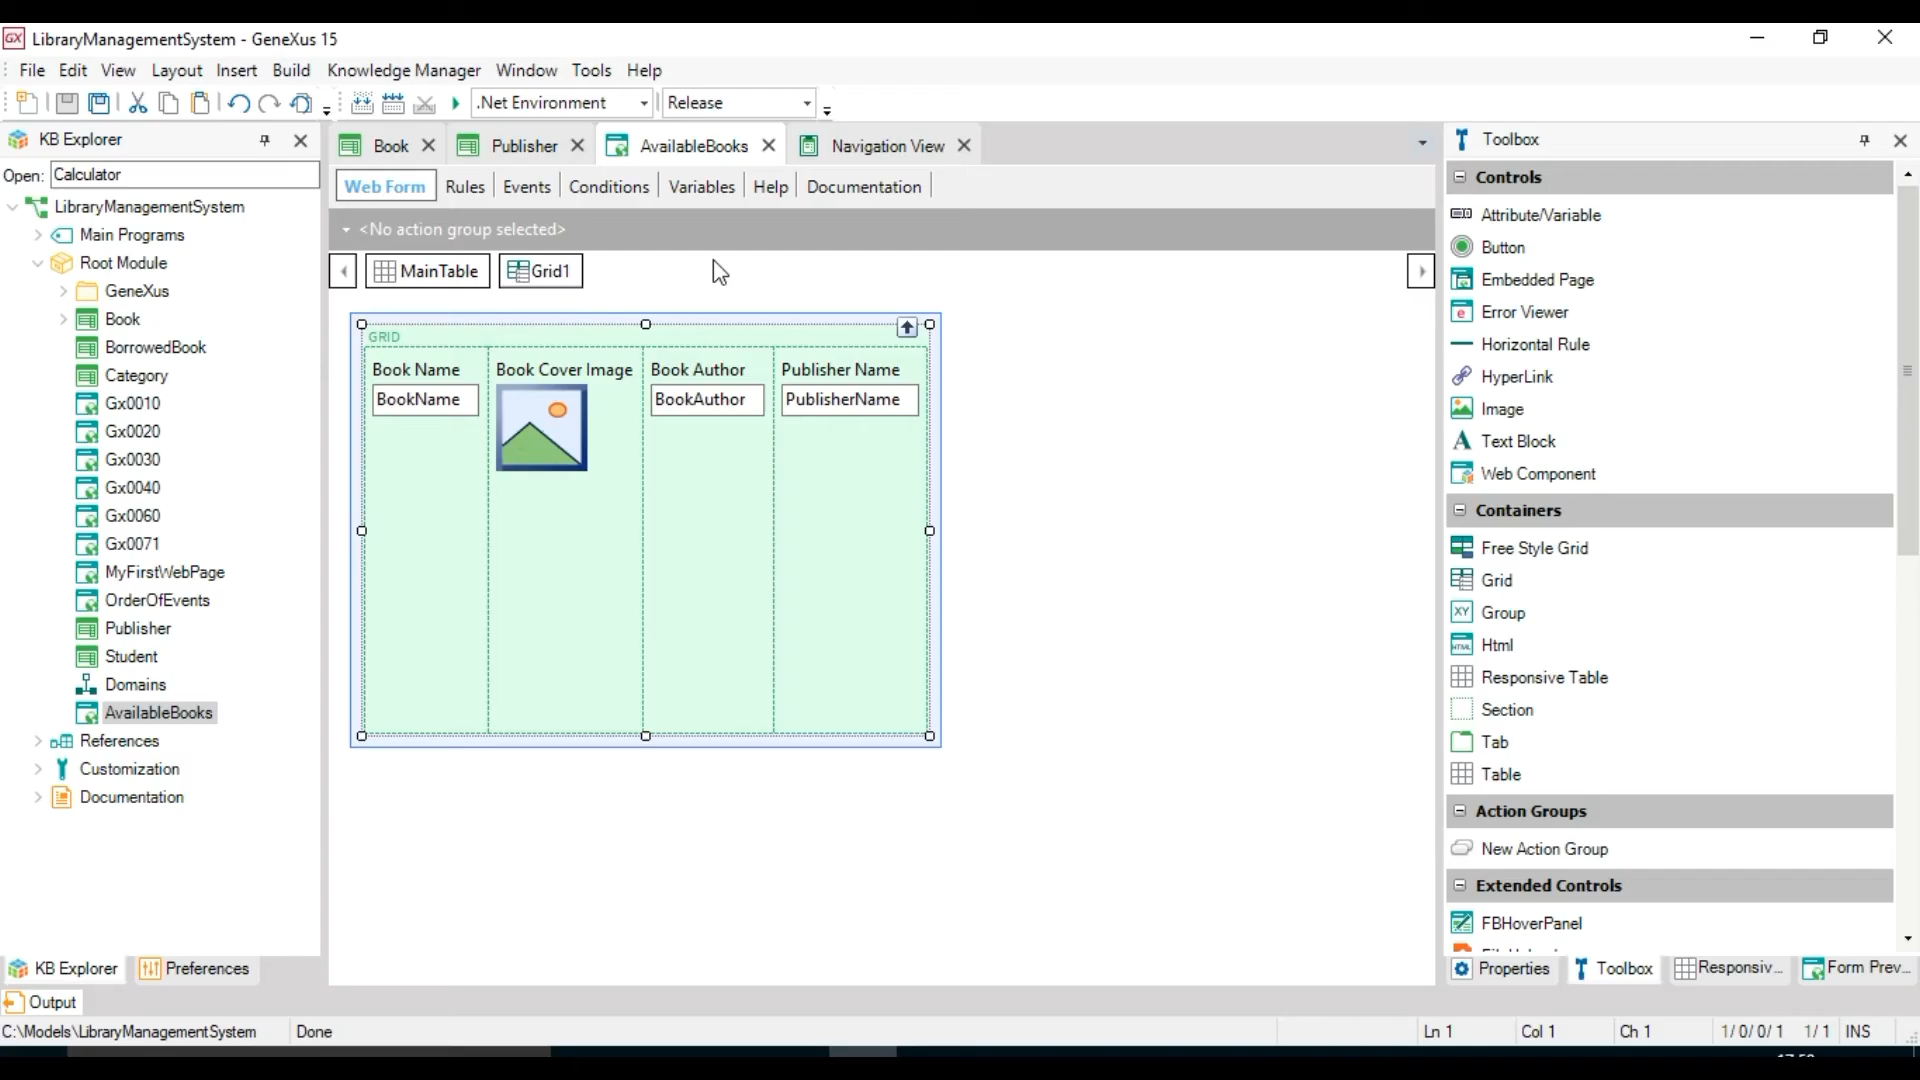 GX LibraryManagementSystem - GeneXus 15
File Edit View Layout Insert Build Knowledge Manager Window Tools Help
.Net Environment Release
KB Explorer
Open: Calculator
LibraryManagementSystem
Main Programs
Root Module
GeneXus
Book
BorrowedBook
Category
Gx0010
Gx0020
Gx0030
Gx0040
Gx0060
Gx0071
MyFirstWebPage
OrderOfEvents
Publisher
Student
Domains
AvailableBooks
References
Customization
Documentation
KB Explorer Preferences
Book Publisher AvailableBooks Navigation View
Web Form Rules Events Conditions Variables Help Documentation
<No action group selected>
MainTable Grid1
GRID
Book Name Book Cover Image Book Author Publisher Name
BookName BookAuthor PublisherName
Toolbox
Controls
Attribute/Variable
Button
Embedded Page
Error Viewer
Horizontal Rule
HyperLink
Image
Text Block
Web Component
Containers
Free Style Grid
Grid
Group
Html
Responsive Table
Section
Tab
Table
Action Groups
New Action Group
Extended Controls
FBHoverPanel
Properties Toolbox Responsiv... Form Prev...
Output
C:\Models\LibraryManagementSystem Done Ln 1 Col 1 Ch 1 1/0/0/1 1/1 INS